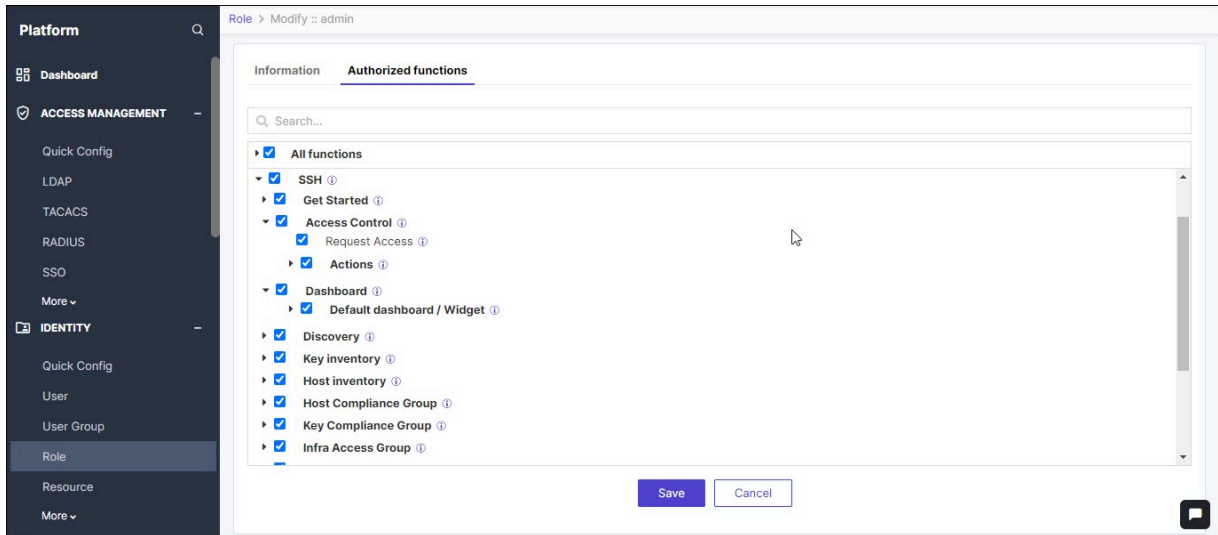 Platform
Dashboard
ACCESS MANAGEMENT
Quick Config
LDAP
TACACS
RADIUS
SSO
More
IDENTITY
Quick Config
User
User Group
Role
Resource
More
Role > Modify :: admin
Information Authorized functions
Search...
All functions
SSH
Get Started
Access Control
Request Access
Actions
Dashboard
Default dashboard / Widget
Discovery
Key inventory
Host inventory
Host Compliance Group
Key Compliance Group
Infra Access Group
Save Cancel